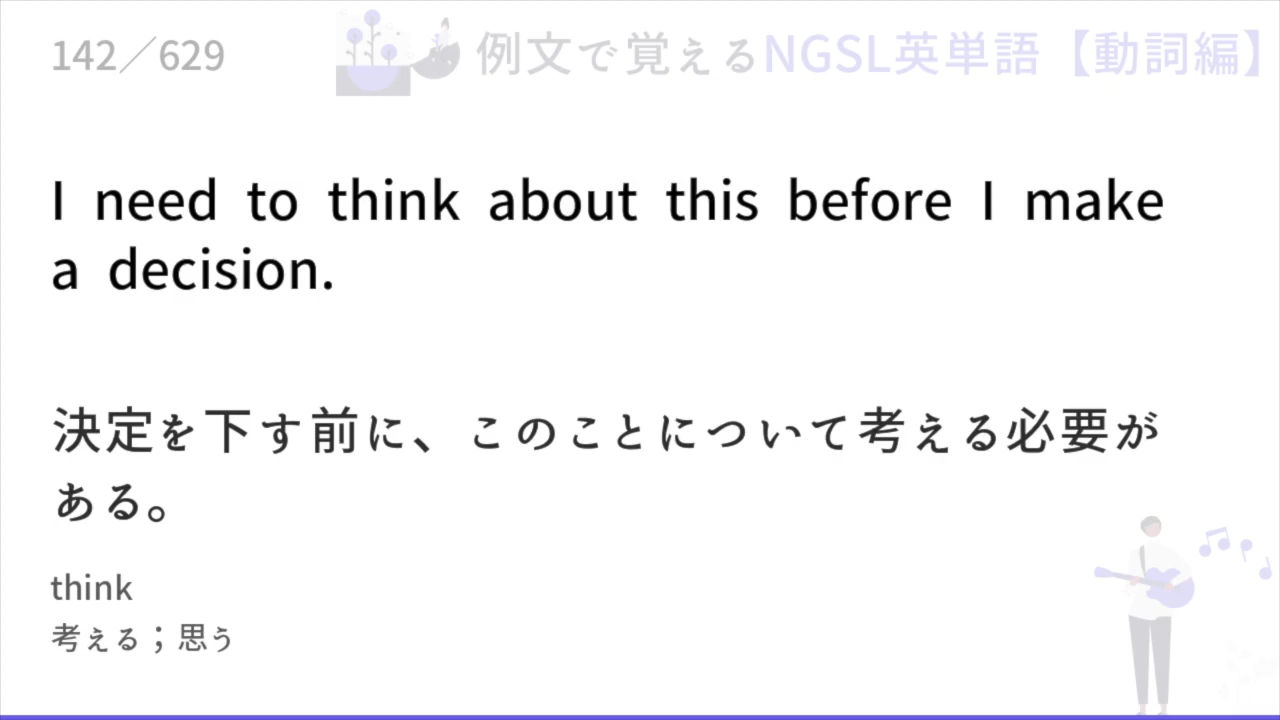 142／629
例文で覚えるNGSL英単語【動詞編】
I need to think about this before I make
a decision.
決定を下す前に、このことについて考える必要が
ある。
think
考える；思う